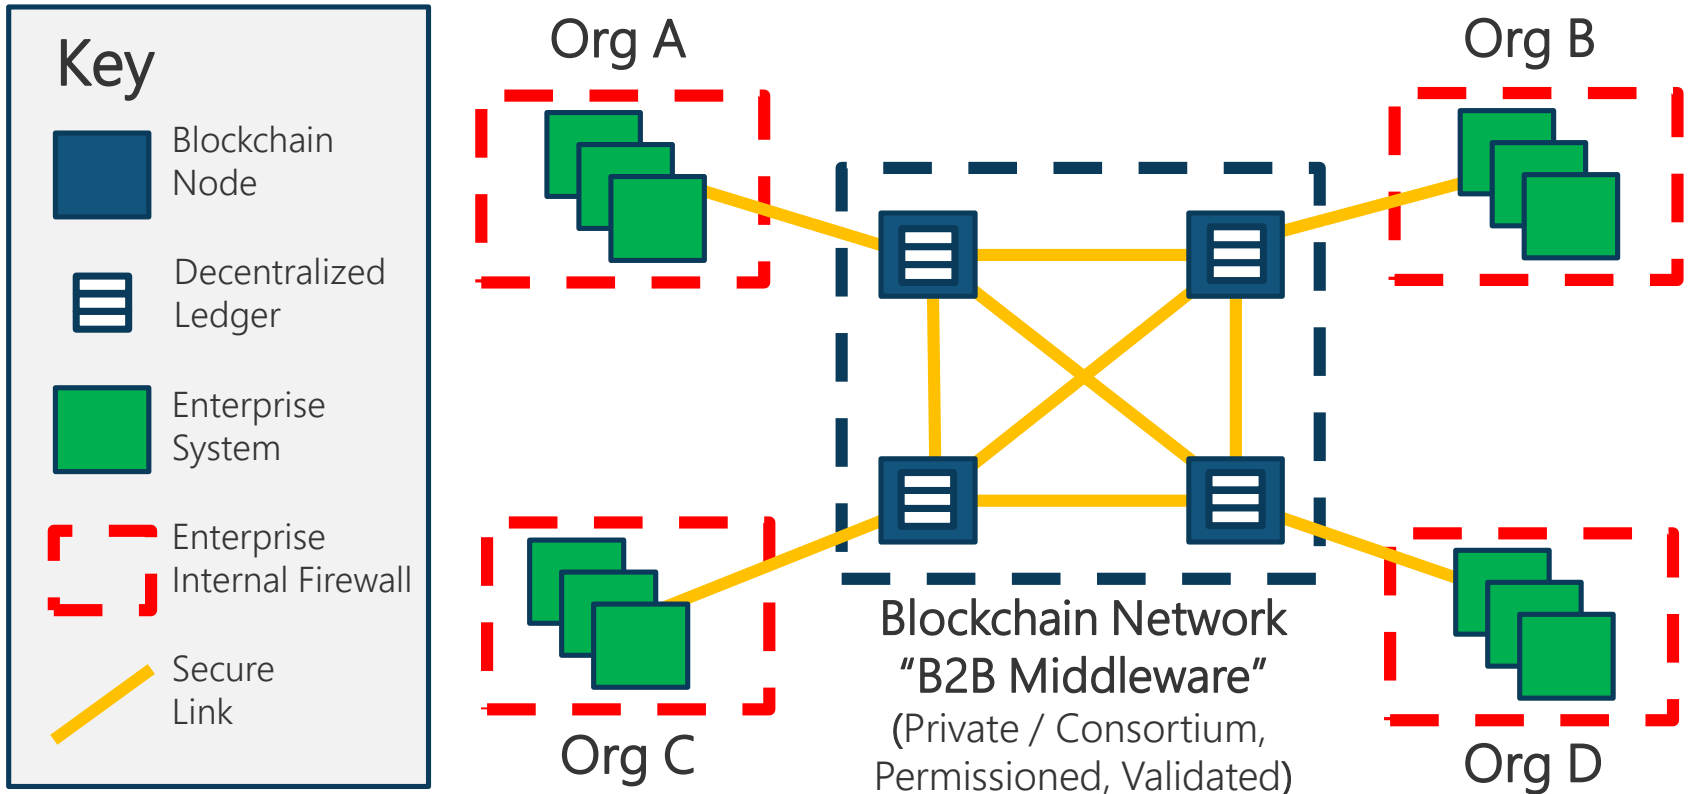 Key
Blockchain
Node
Decentralized
Ledger
Enterprise
System
Enterprise
Internal Firewall
Secure
Link
Org A
Org B
Org C
Org D
Blockchain Network
“B2B Middleware”
(Private / Consortium,
Permissioned, Validated)